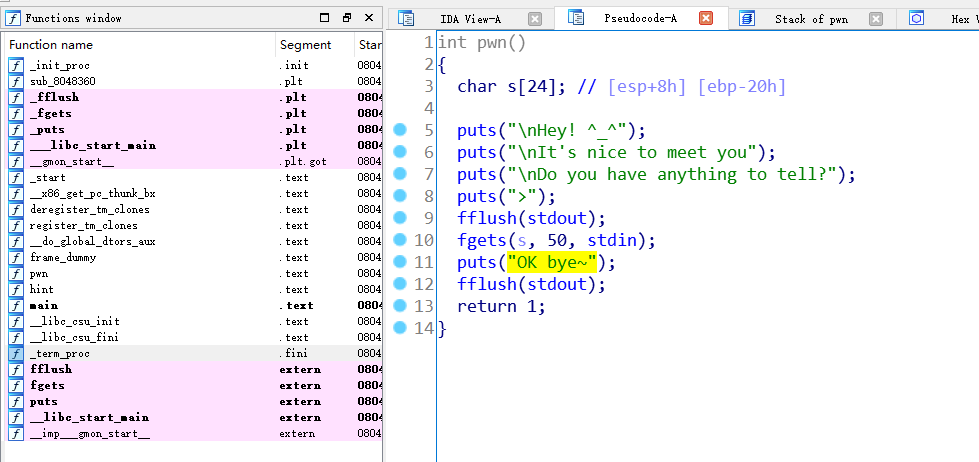 Functions window
Function name Segment Star
_init_proc .init 0804
sub_8048360 .plt 0804
_fflush .plt 0804
_fgets .plt 0804
_puts .plt 0804
___libc_start_main .plt 0804
__gmon_start__ .plt.got 0804
_start .text 0804
__x86_get_pc_thunk_bx .text 0804
deregister_tm_clones .text 0804
register_tm_clones .text 0804
__do_global_dtors_aux .text 0804
frame_dummy .text 0804
pwn .text 0804
hint .text 0804
main .text 0804
__libc_csu_init .text 0804
__libc_csu_fini .text 0804
_term_proc .fini 0804
fflush extern 0804
fgets extern 0804
puts extern 0804
__libc_start_main extern 0804
__imp___gmon_start__ extern 0804
IDA View-A Pseudocode-A Stack of pwn Hex
1 int pwn()
2 {
3 char s[24]; // [esp+8h] [ebp-20h]
4
5 puts("\nHey! ^_^");
6 puts("\nIt's nice to meet you");
7 puts("\nDo you have anything to tell?");
8 puts(">");
9 fflush(stdout);
10 fgets(s, 50, stdin);
11 puts("OK bye~");
12 fflush(stdout);
13 return 1;
14 }